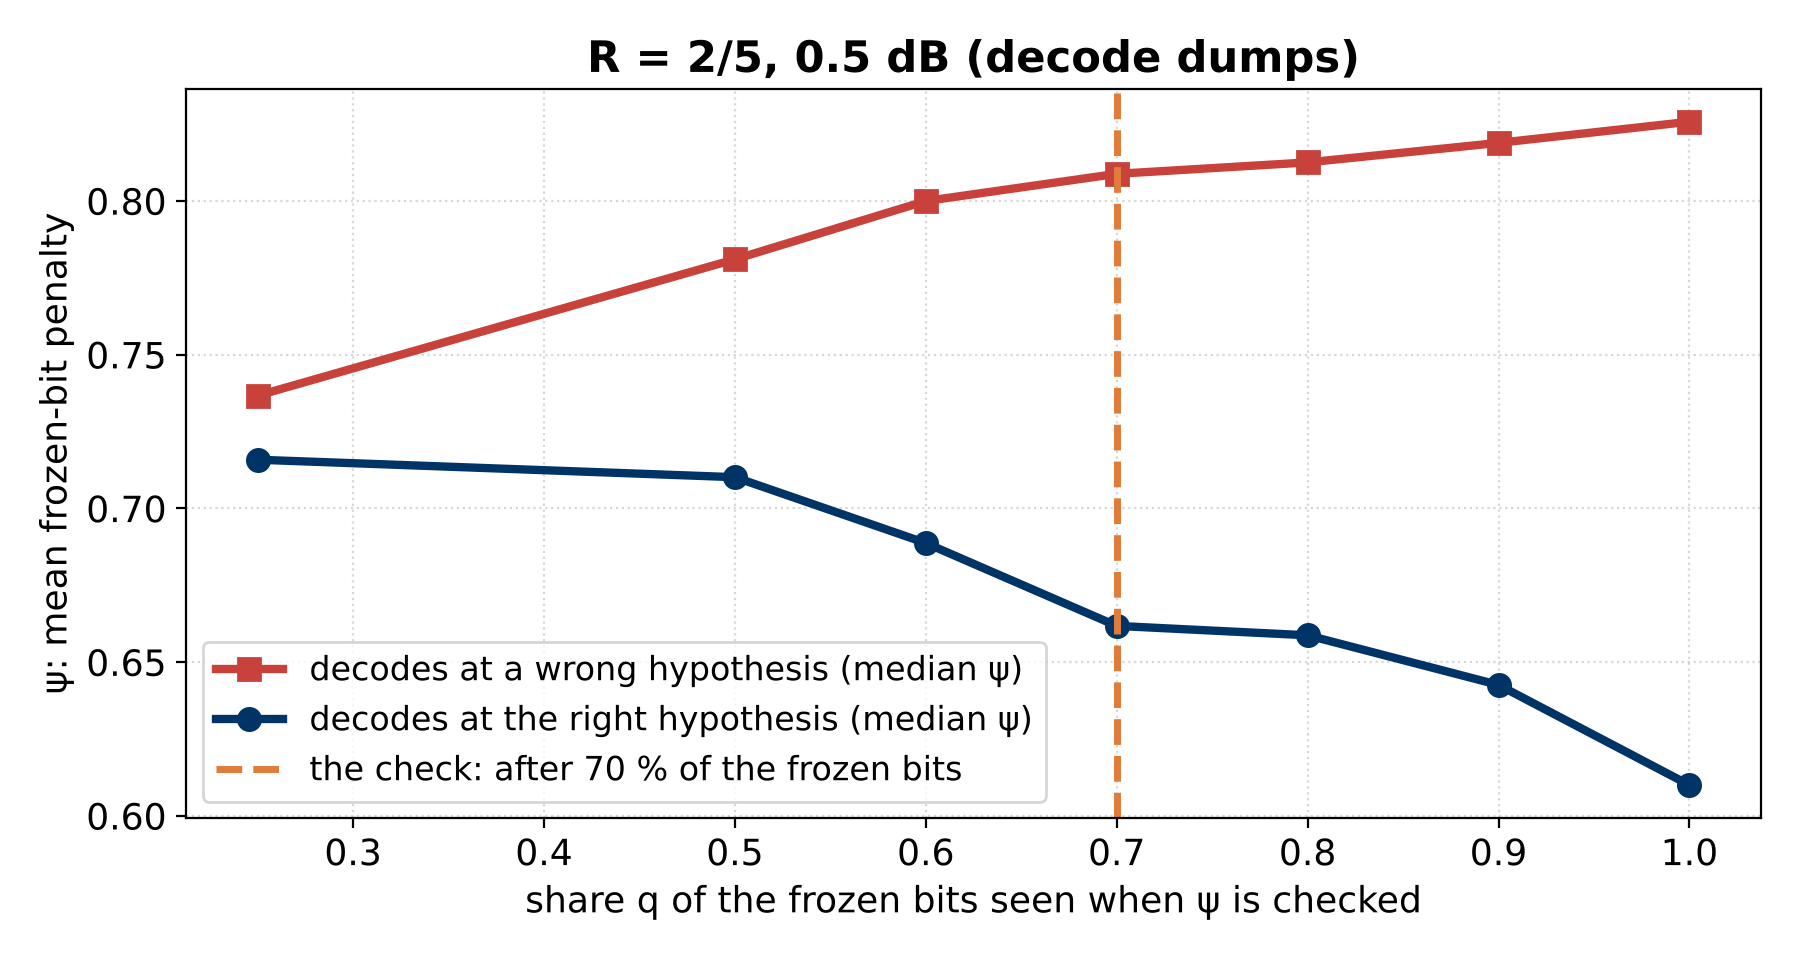 R = 2/5, 0.5 dB (decode dumps)
ψ: mean frozen-bit penalty
0.80
0.75
0.70
0.65
0.60
decodes at a wrong hypothesis (median ψ)
decodes at the right hypothesis (median ψ)
the check: after 70 % of the frozen bits
0.3 0.4 0.5 0.6 0.7 0.8 0.9 1.0
share q of the frozen bits seen when ψ is checked